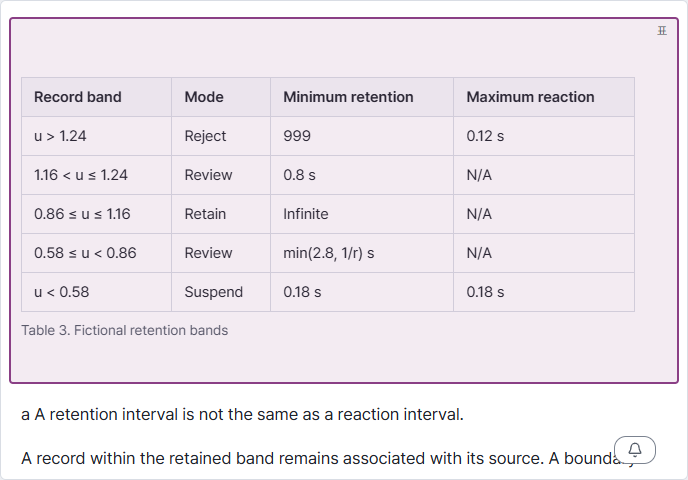 표
Record band Mode Minimum retention Maximum reaction
u > 1.24 Reject 999 0.12 s
1.16 < u ≤ 1.24 Review 0.8 s N/A
0.86 ≤ u ≤ 1.16 Retain Infinite N/A
0.58 ≤ u < 0.86 Review min(2.8, 1/r) s N/A
u < 0.58 Suspend 0.18 s 0.18 s
Table 3. Fictional retention bands
a A retention interval is not the same as a reaction interval.
A record within the retained band remains associated with its source. A